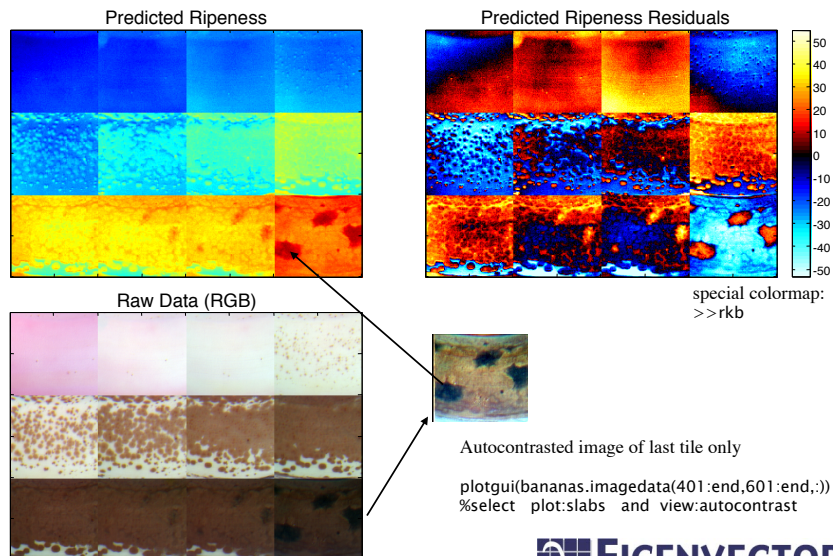 Predicted Ripeness
Predicted Ripeness Residuals
50
40
30
20
10
0
-10
-20
-30
-40
-50
special colormap:
>>rkb
Raw Data (RGB)
Autocontrasted image of last tile only
plotgui(bananas.imagedata(401:end,601:end,:))
%select plot:slabs and view:autocontrast
EIGENVECTOR